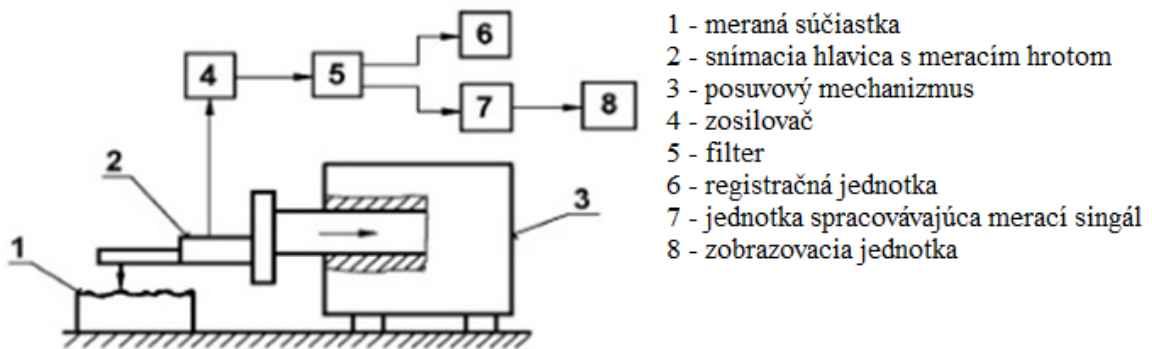 6
4
5
7
8
2
3
1
1 - meraná súčiastka
2 - snímacia hlavica s meracím hrotom
3 - posuvový mechanizmus
4 - zosilovač
5 - filter
6 - registračná jednotka
7 - jednotka spracovávajúca merací singál
8 - zobrazovacia jednotka